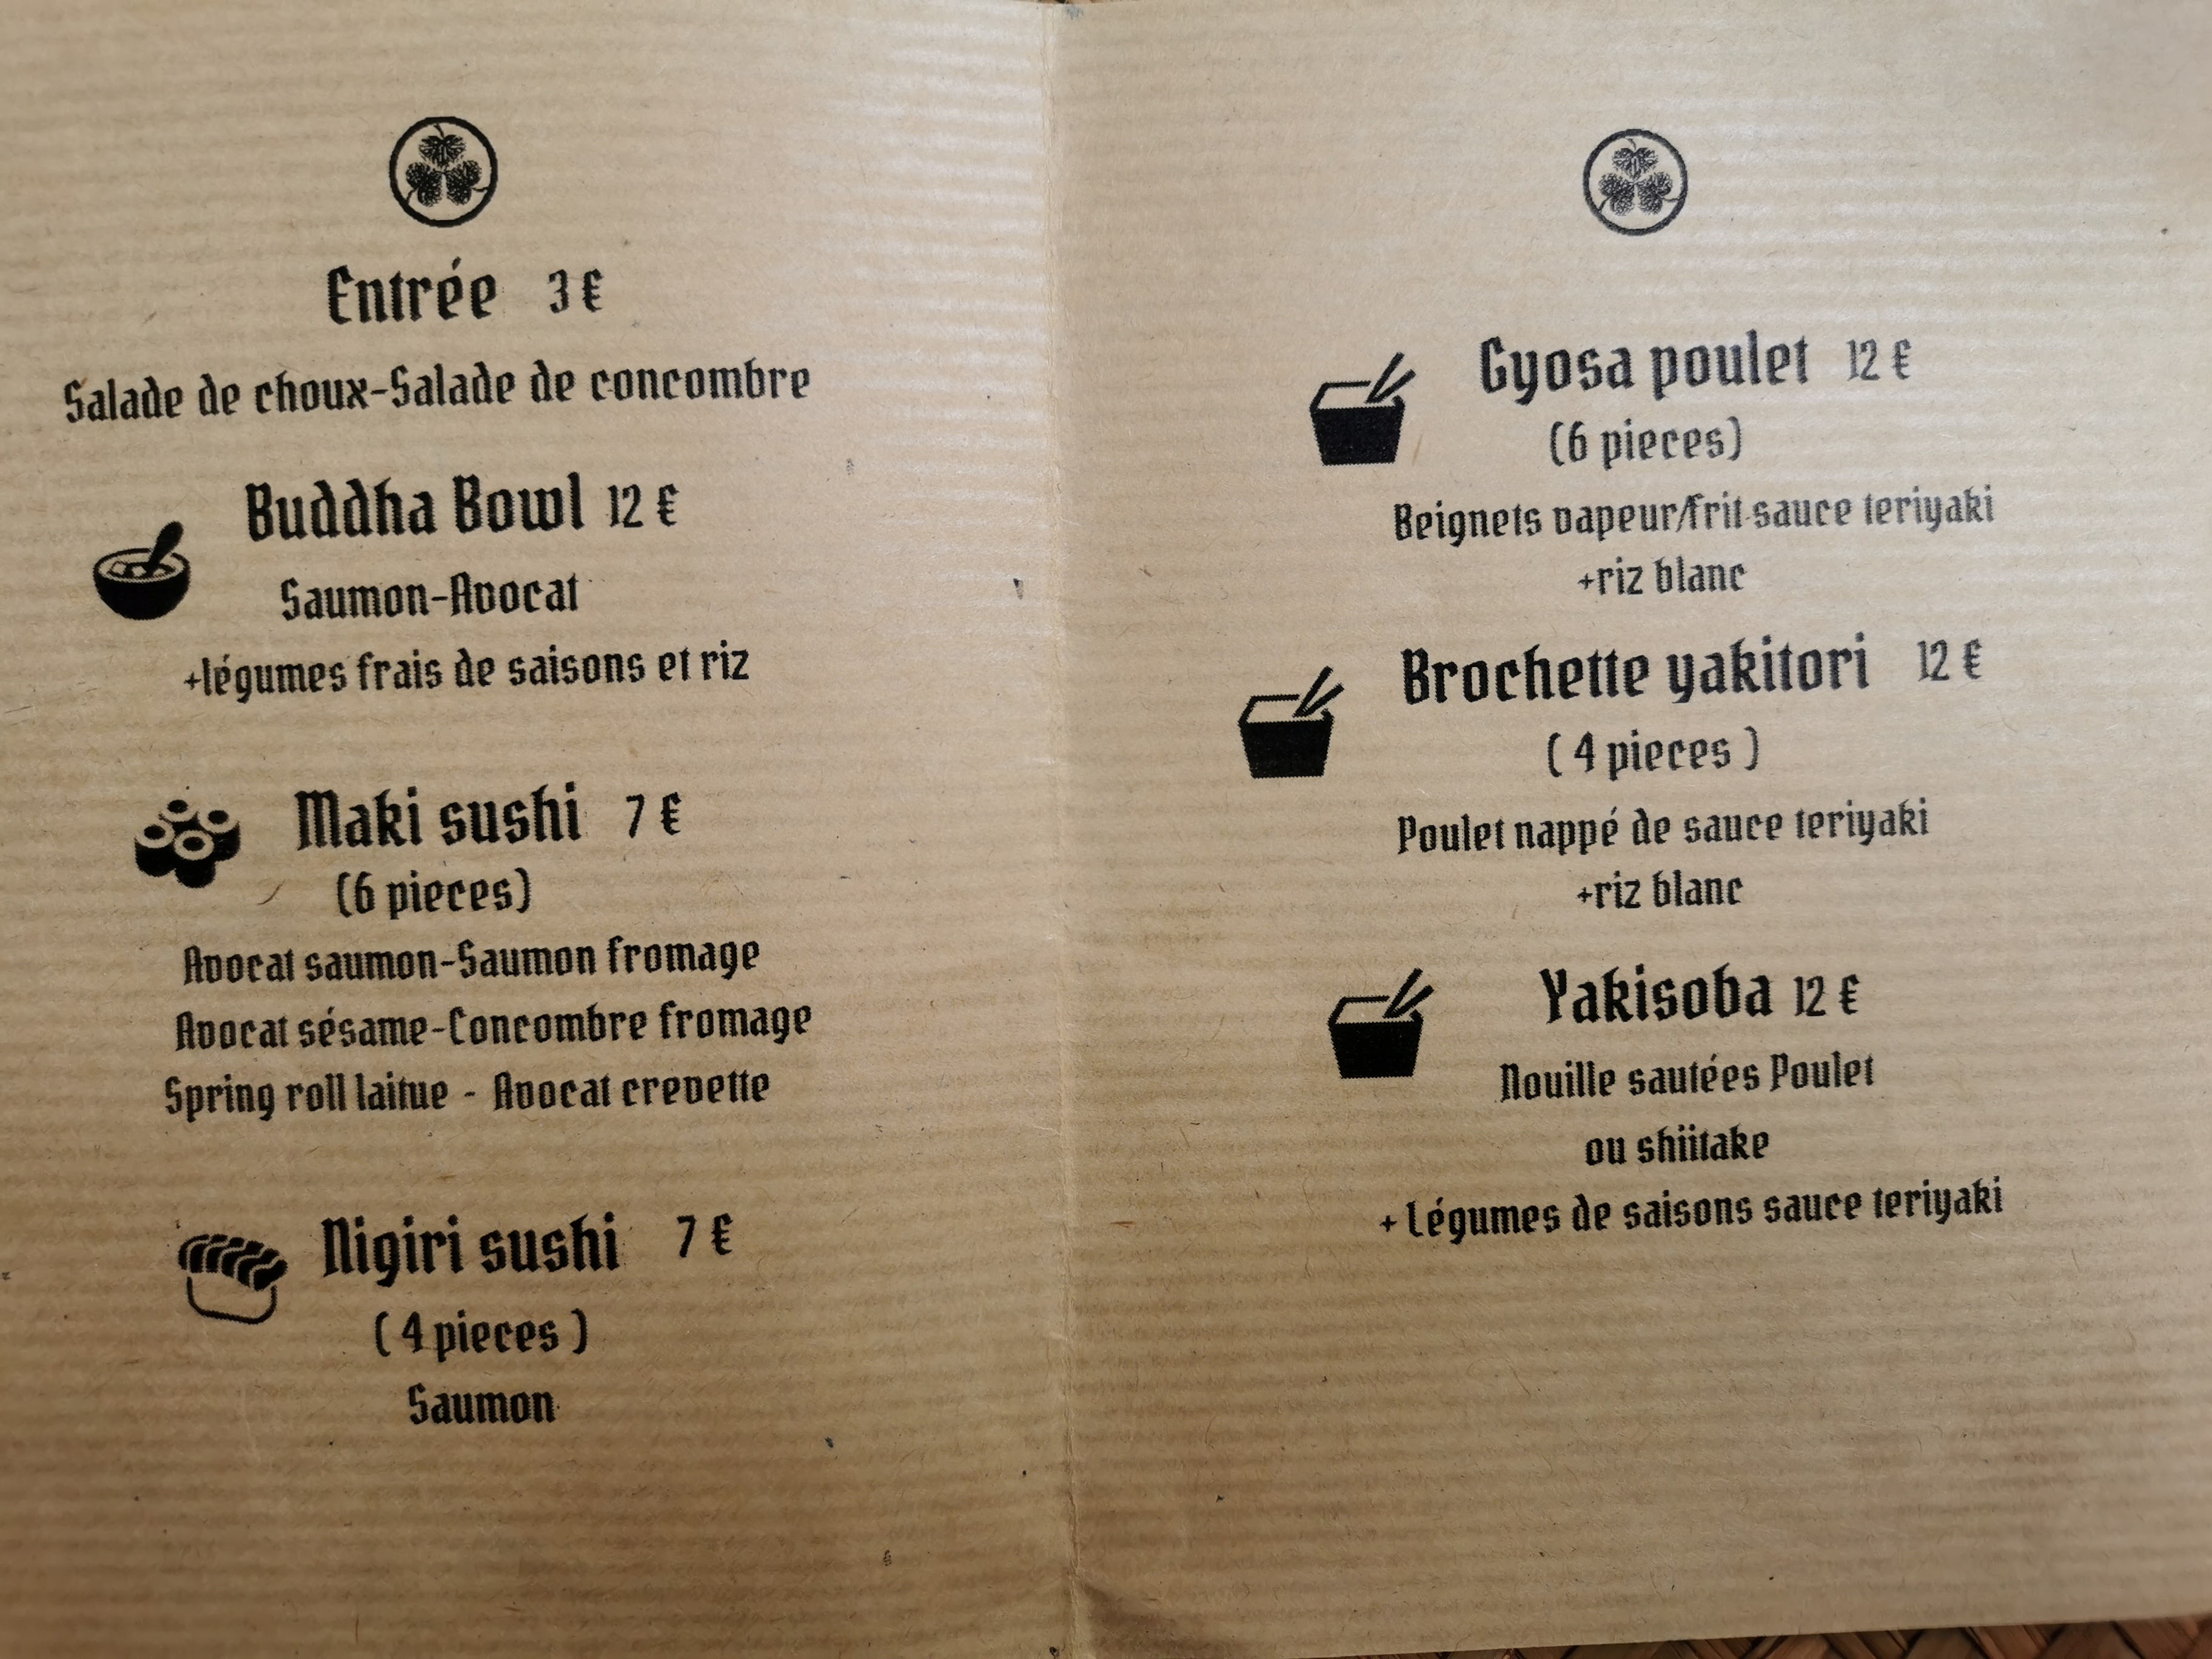 Entrée 3 €
Salade de choux-Salade de concombre
Buddha Bowl 12 €
Saumon-Avocat
+légumes frais de saisons et riz
Maki sushi 7 €
(6 pieces)
Avocat saumon-Saumon fromage
Avocat sésame-Concombre fromage
Spring roll laitue - Avocat crevette
Nigiri sushi 7 €
( 4 pieces )
Saumon
Gyosa poulet 12 €
(6 pieces)
Beignets vapeur/frit sauce teriyaki
+riz blanc
Brochette yakitori 12 €
( 4 pieces )
Poulet nappé de sauce teriyaki
+riz blanc
Yakisoba 12 €
Nouille sautées Poulet
ou shiitake
+ Légumes de saisons sauce teriyaki